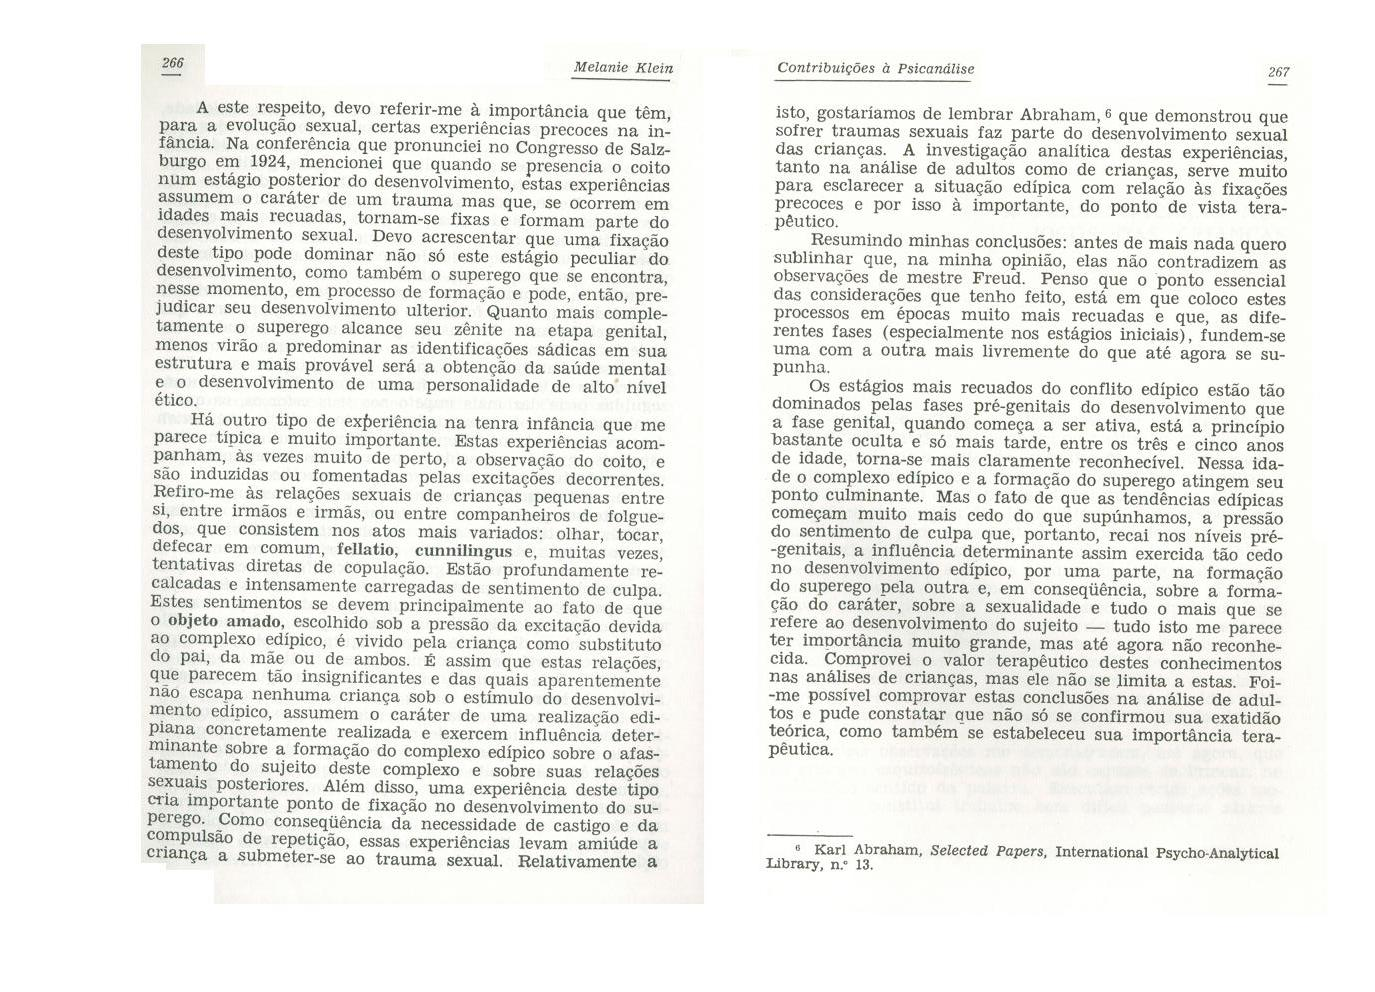 266
Melanie Klein
A este respeito, devo referir-me à importância que têm,
para a evolução sexual, certas experiências precoces na in-
fância. Na conferência que pronunciei no Congresso de Salz-
burgo em 1924, mencionei que quando se presencia o coito
num estágio posterior do desenvolvimento, estas experiências
assumem o caráter de um trauma mas que, se ocorrem em
idades mais recuadas, tornam-se fixas e formam parte do
desenvolvimento sexual. Devo acrescentar que uma fixação
deste tipo pode dominar não só este estágio peculiar do
desenvolvimento, como também o superego que se encontra,
nesse momento, em processo de formação e pode, então, pre-
judicar seu desenvolvimento ulterior. Quanto mais comple-
tamente o superego alcance seu zênite na etapa genital,
menos virão a predominar as identificações sádicas em sua
estrutura e mais provável será a obtenção da saúde mental
e o desenvolvimento de uma personalidade de alto nível
ético.
Há outro tipo de experiência na tenra infância que me
parece típica e muito importante. Estas experiências acom-
panham, às vezes muito de perto, a observação do coito, e
são induzidas ou fomentadas pelas excitações decorrentes.
Refiro-me às relações sexuais de crianças pequenas entre
si, entre irmãos e irmãs, ou entre companheiros de folgue-
dos, que consistem nos atos mais variados: olhar, tocar,
defecar em comum, fellatio, cunnilingus e, muitas vezes,
tentativas diretas de copulação. Estão profundamente re-
calcadas e intensamente carregadas de sentimento de culpa.
Estes sentimentos se devem principalmente ao fato de que
o objeto amado, escolhido sob a pressão da excitação devida
ao complexo edípico, é vivido pela criança como substituto
do pai, da mãe ou de ambos. É assim que estas relações,
que parecem tão insignificantes e das quais aparentemente
não escapa nenhuma criança sob o estímulo do desenvolvi-
mento edípico, assumem o caráter de uma realização edi-
piana concretamente realizada e exercem influência deter-
minante sobre a formação do complexo edípico sobre o afas-
tamento do sujeito deste complexo e sobre suas relações
sexuais posteriores. Além disso, uma experiência deste tipo
cria importante ponto de fixação no desenvolvimento do su-
perego. Como conseqüência da necessidade de castigo e da
compulsão de repetição, essas experiências levam amiúde a
criança a submeter-se ao trauma sexual. Relativamente a
Contribuições à Psicanálise
267
isto, gostaríamos de lembrar Abraham, 6 que demonstrou que
sofrer traumas sexuais faz parte do desenvolvimento sexual
das crianças. A investigação analítica destas experiências,
tanto na análise de adultos como de crianças, serve muito
para esclarecer a situação edípica com relação às fixações
precoces e por isso à importante, do ponto de vista tera-
pêutico.
Resumindo minhas conclusões: antes de mais nada quero
sublinhar que, na minha opinião, elas não contradizem as
observações de mestre Freud. Penso que o ponto essencial
das considerações que tenho feito, está em que coloco estes
processos em épocas muito mais recuadas e que, as dife-
rentes fases (especialmente nos estágios iniciais), fundem-se
uma com a outra mais livremente do que até agora se su-
punha.
Os estágios mais recuados do conflito edípico estão tão
dominados pelas fases pré-genitais do desenvolvimento que
a fase genital, quando começa a ser ativa, está a princípio
bastante oculta e só mais tarde, entre os três e cinco anos
de idade, torna-se mais claramente reconhecível. Nessa ida-
de o complexo edípico e a formação do superego atingem seu
ponto culminante. Mas o fato de que as tendências edípicas
começam muito mais cedo do que supúnhamos, a pressão
do sentimento de culpa que, portanto, recai nos níveis pré-
-genitais, a influência determinante assim exercida tão cedo
no desenvolvimento edípico, por uma parte, na formação
do superego pela outra e, em conseqüência, sobre a forma-
ção do caráter, sobre a sexualidade e tudo o mais que se
refere ao desenvolvimento do sujeito — tudo isto me parece
ter importância muito grande, mas até agora não reconhe-
cida. Comprovei o valor terapêutico destes conhecimentos
nas análises de crianças, mas ele não se limita a estas. Foi-
-me possível comprovar estas conclusões na análise de adul-
tos e pude constatar que não só se confirmou sua exatidão
teórica, como também se estabeleceu sua importância tera-
pêutica.
6 Karl Abraham, Selected Papers, International Psycho-Analytical
Library, n.º 13.